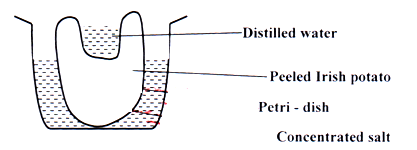 Distilled water
Peeled Irish potato
Petri - dish
Concentrated salt